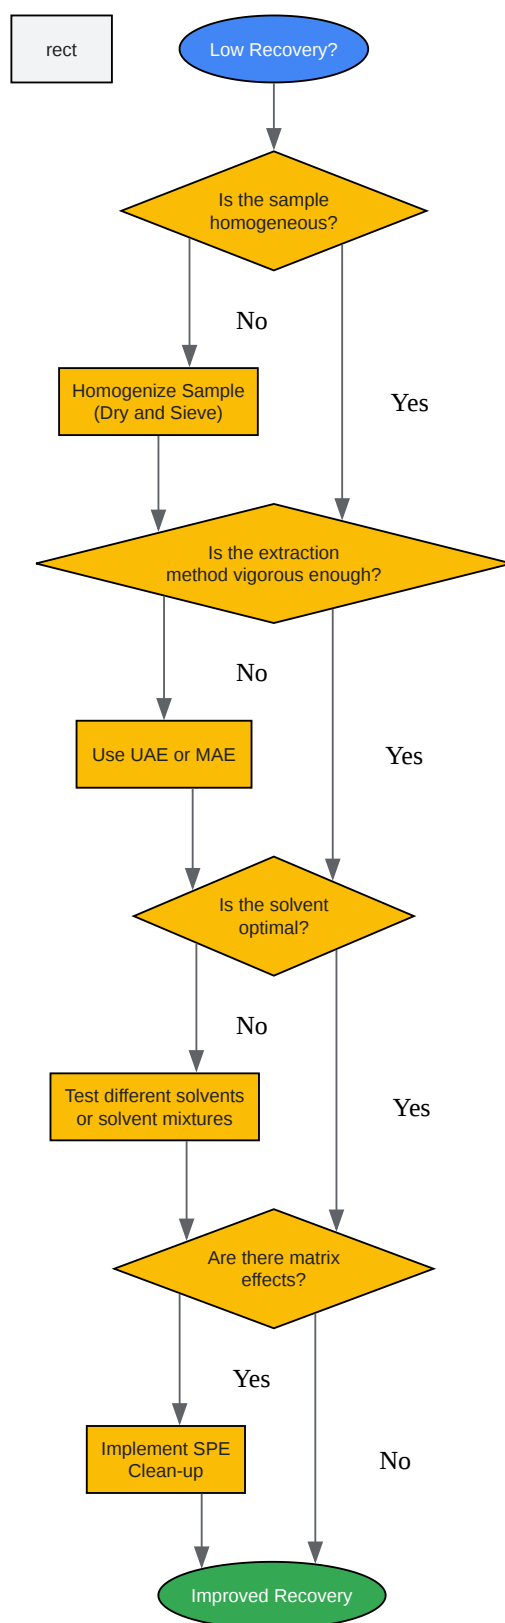 rect
Low Recovery?
Is the sample
homogeneous?
No
Homogenize Sample
(Dry and Sieve)
Yes
Is the extraction
method vigorous enough?
No
Use UAE or MAE
Yes
Is the solvent
optimal?
No
Test different solvents
or solvent mixtures
Yes
Are there matrix
effects?
Yes
Implement SPE
Clean-up
No
Improved Recovery